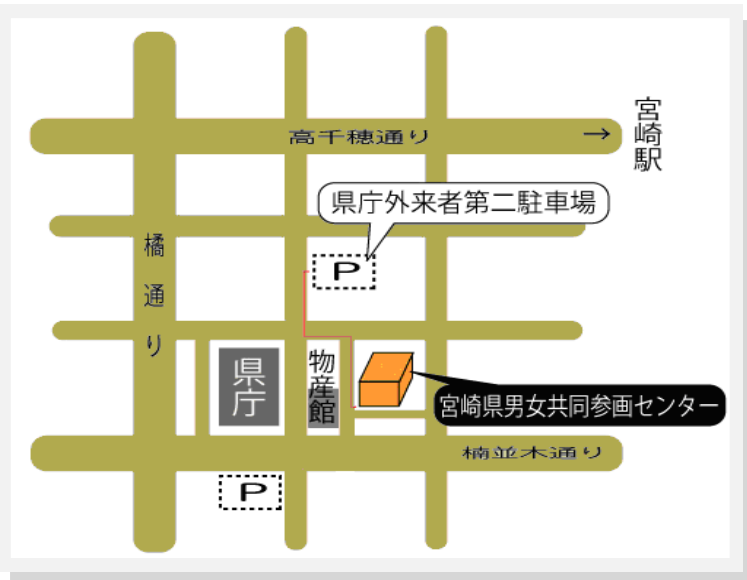 高千穂通り
→
宮崎駅
県庁外来者第二駐車場
P
橘通り
県庁
物産館
宮崎県男女共同参画センター
楠並木通り
P